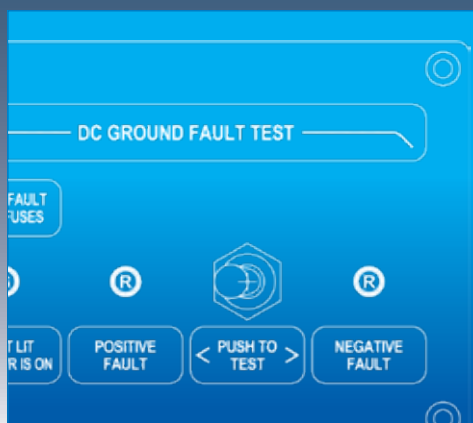 DC GROUND FAULT TEST
FAULT
FUSES
R
R
T LIT
R IS ON
POSITIVE
FAULT
< PUSH TO >
TEST
NEGATIVE
FAULT